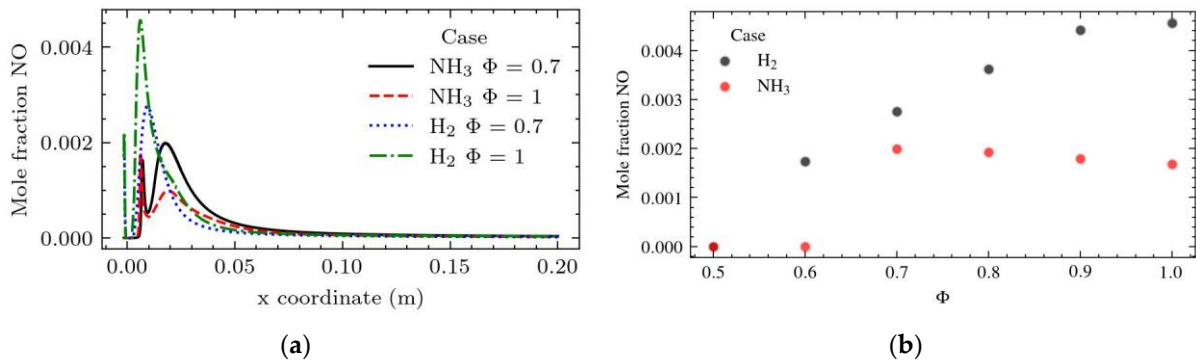 Mole fraction NO
0.004
0.002
0.000
Case
NH3 Φ = 0.7
NH3 Φ = 1
H2 Φ = 0.7
H2 Φ = 1
0.00 0.05 0.10 0.15 0.20
x coordinate (m)
(a)
Mole fraction NO
0.004
0.003
0.002
0.001
0.000
Case
H2
NH3
0.5 0.6 0.7 0.8 0.9 1.0
Φ
(b)